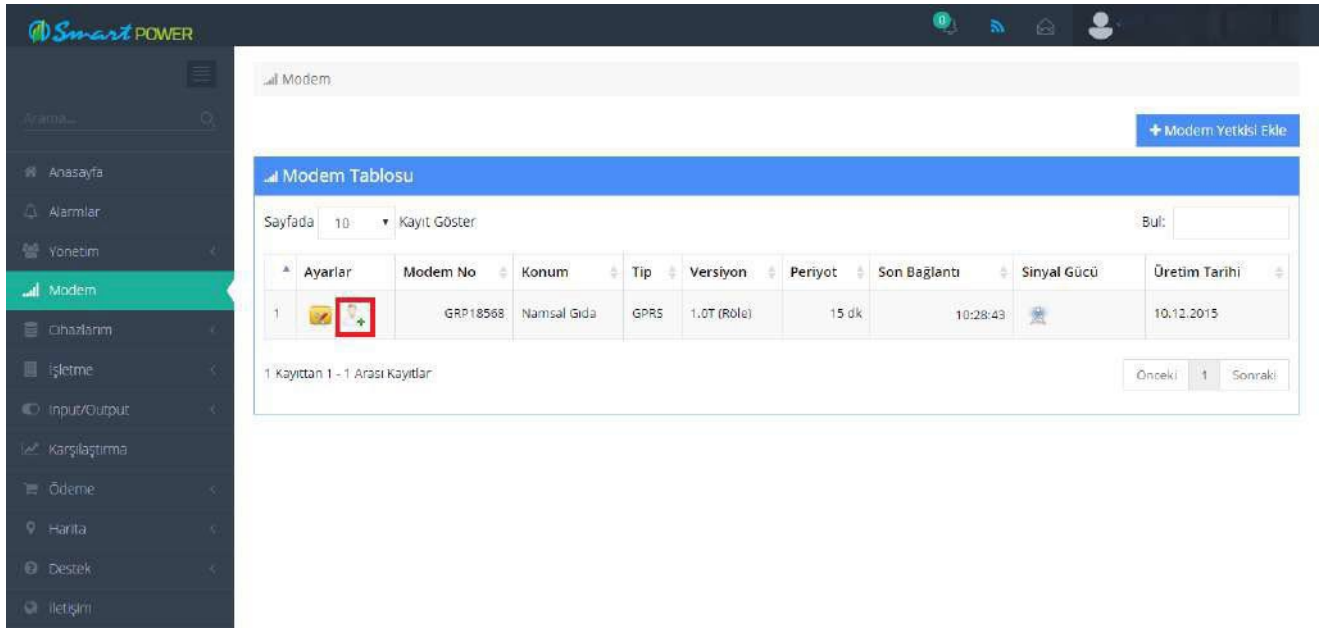 Smart POWER
0
Arama...
Anasayfa
Alarmlar
Yönetim
Modem
Cihazlarım
İşletme
Input/Output
Karşılaştırma
Ödeme
Harita
Destek
İletişim
Modem
+ Modem Yetkisi Ekle
Modem Tablosu
Sayfada 10 Kayıt Göster Bul:
Ayarlar Modem No Konum Tip Versiyon Periyot Son Bağlantı Sinyal Gücü Üretim Tarihi
1 GRP18568 Namsal Gıda GPRS 1.0T (Röle) 15 dk 10:28:43 10.12.2015
1 Kayıttan 1 - 1 Arası Kayıtlar Önceki 1 Sonraki